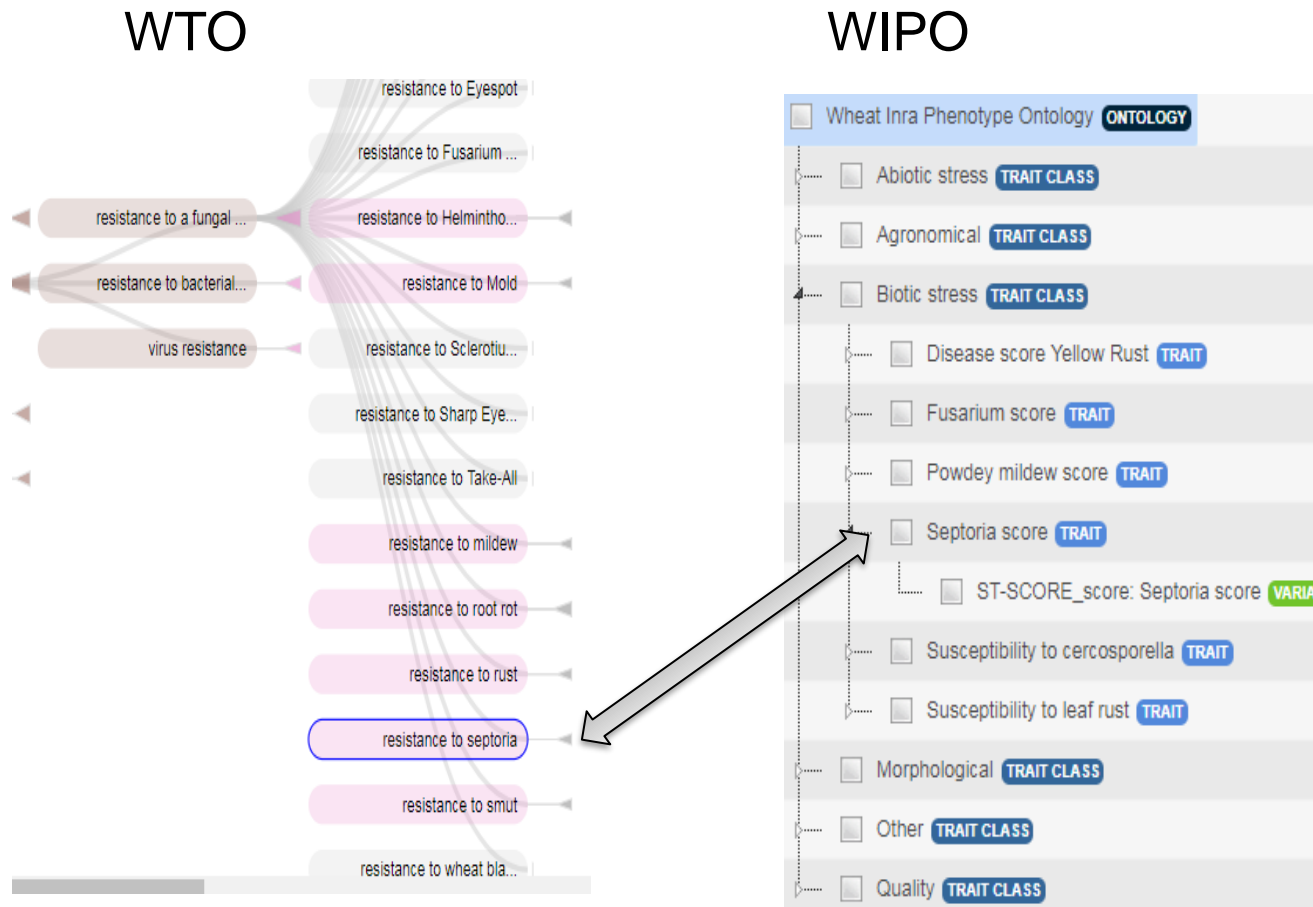 WTO
resistance to Eyespot
resistance to Fusarium ...
resistance to a fungal ...
resistance to Helmintho...
resistance to bacterial...
resistance to Mold
virus resistance
resistance to Sclerotiu...
resistance to Sharp Eye...
resistance to Take-All
resistance to mildew
resistance to root rot
resistance to rust
resistance to septoria
resistance to smut
resistance to wheat bla...
WIPO
Wheat Inra Phenotype Ontology ONTOLOGY
Abiotic stress TRAIT CLASS
Agronomical TRAIT CLASS
Biotic stress TRAIT CLASS
Disease score Yellow Rust TRAIT
Fusarium score TRAIT
Powdey mildew score TRAIT
Septoria score TRAIT
ST-SCORE_score: Septoria score VARIA
Susceptibility to cercosporella TRAIT
Susceptibility to leaf rust TRAIT
Morphological TRAIT CLASS
Other TRAIT CLASS
Quality TRAIT CLASS